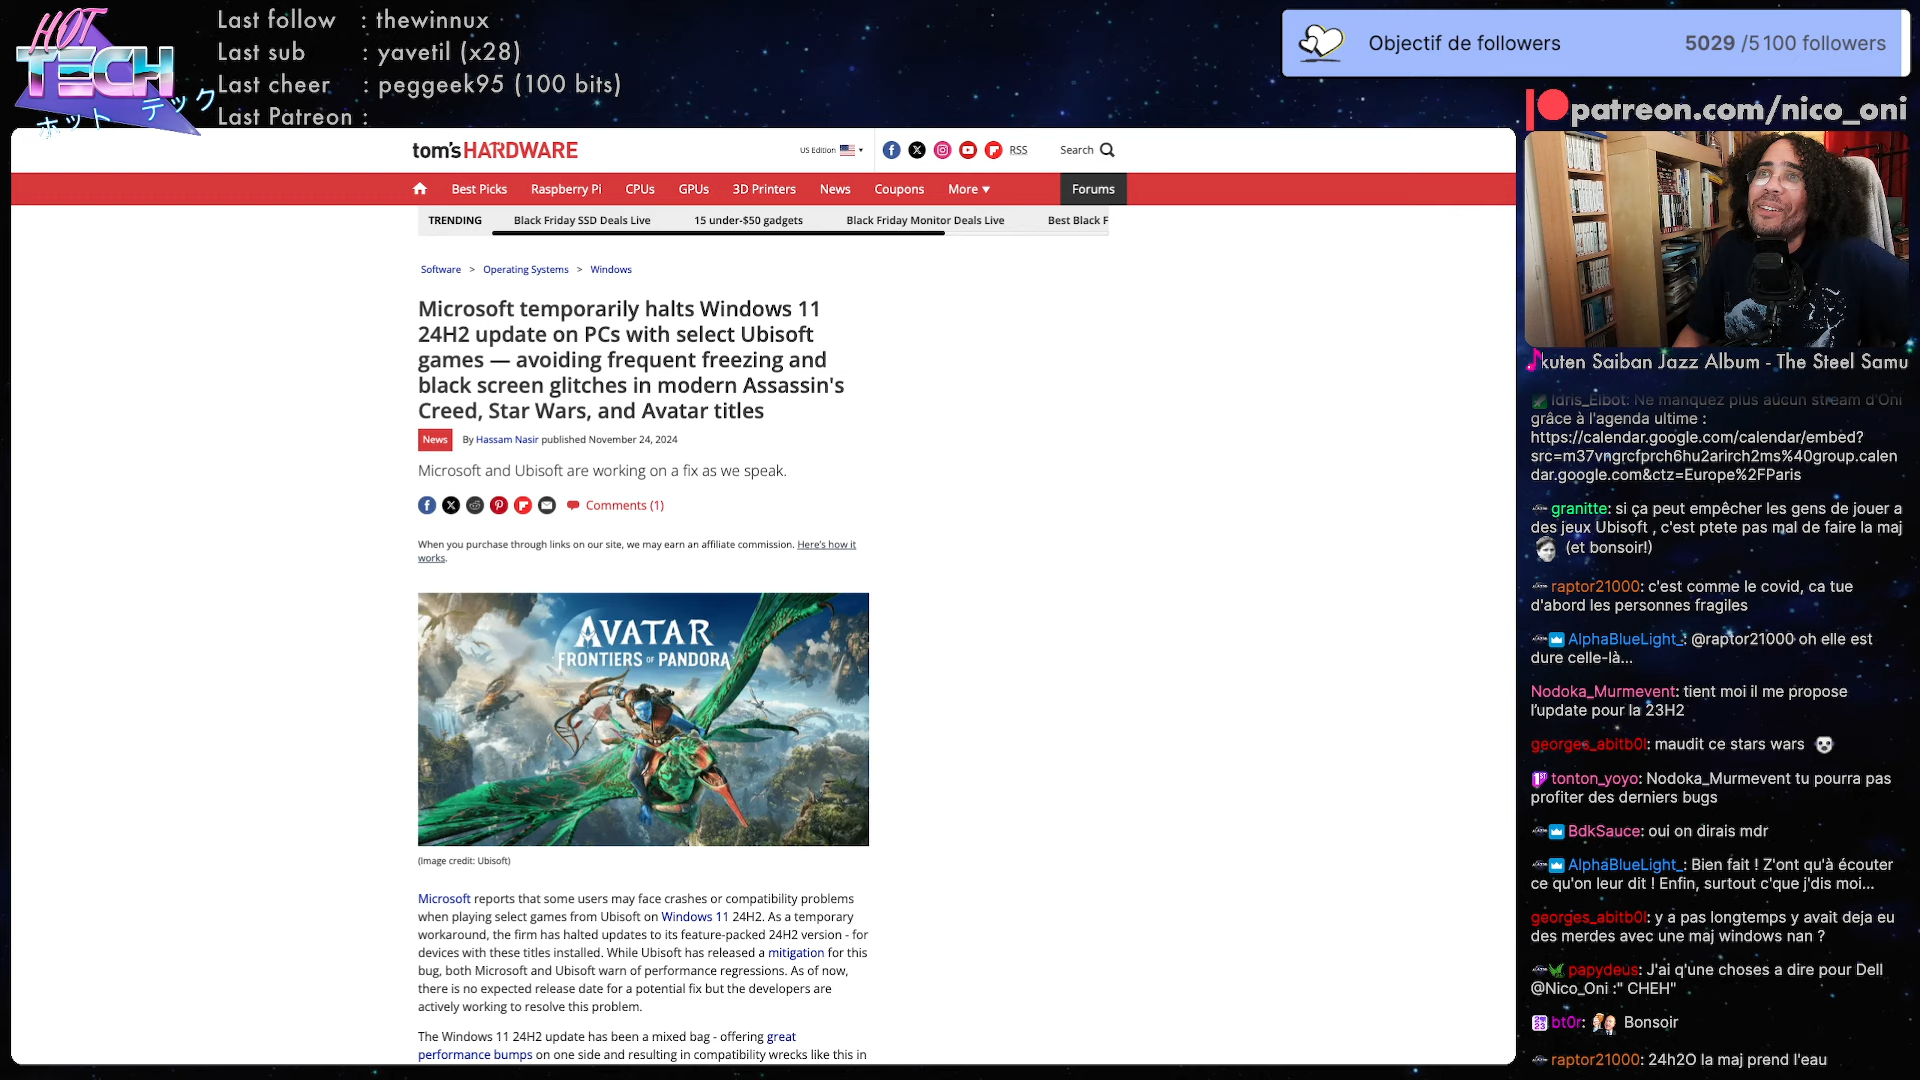 HOT
TECH
ホット テック
Last follow : thewinnux
Last sub : yavetil (x28)
Last cheer : peggeek95 (100 bits)
Last Patreon :
Objectif de followers 5029 /5 100 followers
patreon.com/nico_oni
tom's HARDWARE
US Edition
RSS
Search
Best Picks Raspberry Pi CPUs GPUs 3D Printers News Coupons More ▼ Forums
TRENDING Black Friday SSD Deals Live 15 under-$50 gadgets Black Friday Monitor Deals Live Best Black F
Software > Operating Systems > Windows
Microsoft temporarily halts Windows 11
24H2 update on PCs with select Ubisoft
games — avoiding frequent freezing and
black screen glitches in modern Assassin's
Creed, Star Wars, and Avatar titles
News By Hassam Nasir published November 24, 2024
Microsoft and Ubisoft are working on a fix as we speak.
Comments (1)
When you purchase through links on our site, we may earn an affiliate commission. Here's how it
works.
AVATAR
FRONTIERS OF PANDORA
(Image credit: Ubisoft)
Microsoft reports that some users may face crashes or compatibility problems
when playing select games from Ubisoft on Windows 11 24H2. As a temporary
workaround, the firm has halted updates to its feature-packed 24H2 version - for
devices with these titles installed. While Ubisoft has released a mitigation for this
bug, both Microsoft and Ubisoft warn of performance regressions. As of now,
there is no expected release date for a potential fix but the developers are
actively working to resolve this problem.
The Windows 11 24H2 update has been a mixed bag - offering great
performance bumps on one side and resulting in compatibility wrecks like this in
kuten Saiban Jazz Album - The Steel Samu
Idris_Elbot: Ne manquez plus aucun stream d'Oni
grâce à l'agenda ultime :
https://calendar.google.com/calendar/embed?
src=m37vngrcfprch6hu2arirch2ms%40group.calen
dar.google.com&ctz=Europe%2FParis
granitte: si ça peut empêcher les gens de jouer a
des jeux Ubisoft , c'est ptete pas mal de faire la maj
(et bonsoir!)
raptor21000: c'est comme le covid, ca tue
d'abord les personnes fragiles
AlphaBlueLight_: @raptor21000 oh elle est
dure celle-là...
Nodoka_Murmevent: tient moi il me propose
l'update pour la 23H2
georges_abitb0l: maudit ce stars wars
tonton_yoyo: Nodoka_Murmevent tu pourra pas
profiter des derniers bugs
BdkSauce: oui on dirais mdr
AlphaBlueLight_: Bien fait ! Z'ont qu'à écouter
ce qu'on leur dit ! Enfin, surtout c'que j'dis moi...
georges_abitb0l: y a pas longtemps y avait deja eu
des merdes avec une maj windows nan ?
papydeus: J'ai q'une choses a dire pour Dell
@Nico_Oni :" CHEH"
bt0r: Bonsoir
raptor21000: 24h2O la maj prend l'eau